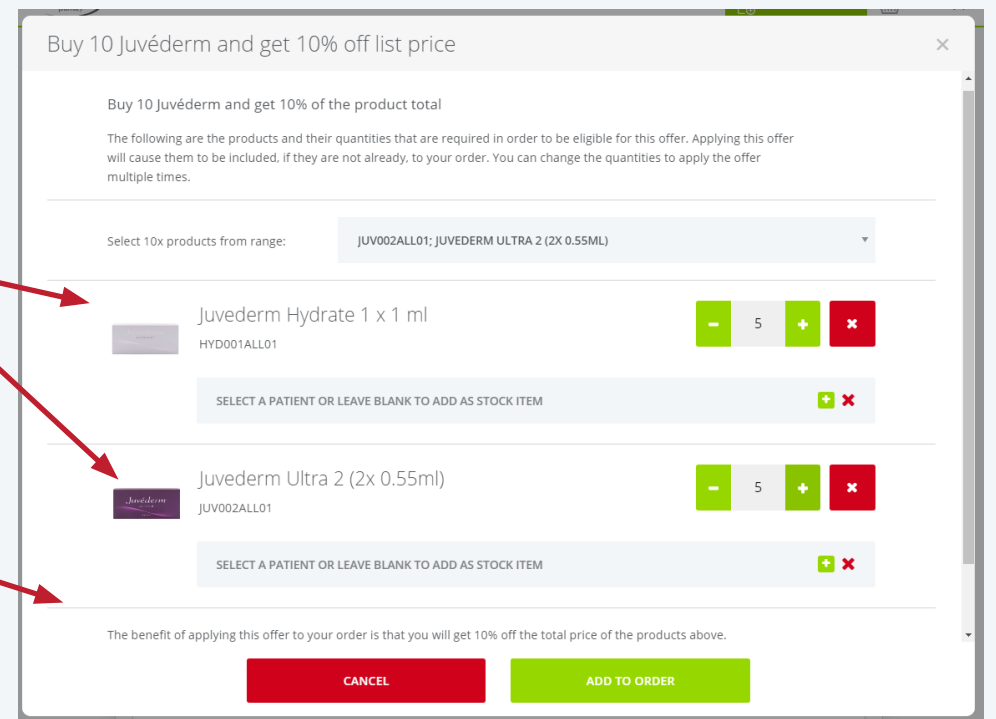 Buy 10 Juvéderm and get 10% off list price
Buy 10 Juvéderm and get 10% of the product total
The following are the products and their quantities that are required in order to be eligible for this offer. Applying this offer
will cause them to be included, if they are not already, to your order. You can change the quantities to apply the offer
multiple times.
Select 10x products from range:
JUV002ALL01; JUVEDERM ULTRA 2 (2X 0.55ML)
Juvederm Hydrate 1 x 1 ml
5
HYD001ALL01
SELECT A PATIENT OR LEAVE BLANK TO ADD AS STOCK ITEM
Juvederm Ultra 2 (2x 0.55ml)
5
Juvéderm
JUV002ALL01
SELECT A PATIENT OR LEAVE BLANK TO ADD AS STOCK ITEM
The benefit of applying this offer to your order is that you will get 10% off the total price of the products above.
CANCEL
ADD TO ORDER